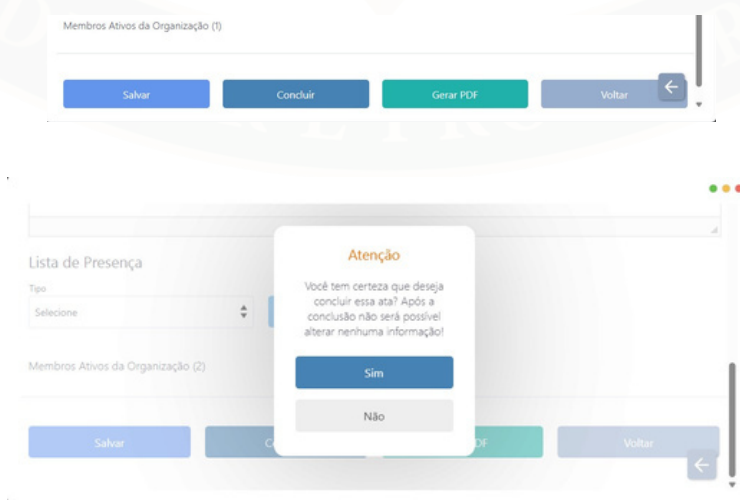 Membros Ativos da Organização (1)
Salvar Concluir Gerar PDF Voltar
Lista de Presença
Tipo
Selecione
Membros Ativos da Organização (2)
Atenção
Você tem certeza que deseja
concluir essa ata? Após a
conclusão não será possível
alterar nenhuma informação!
Sim
Não
Salvar C DF Voltar